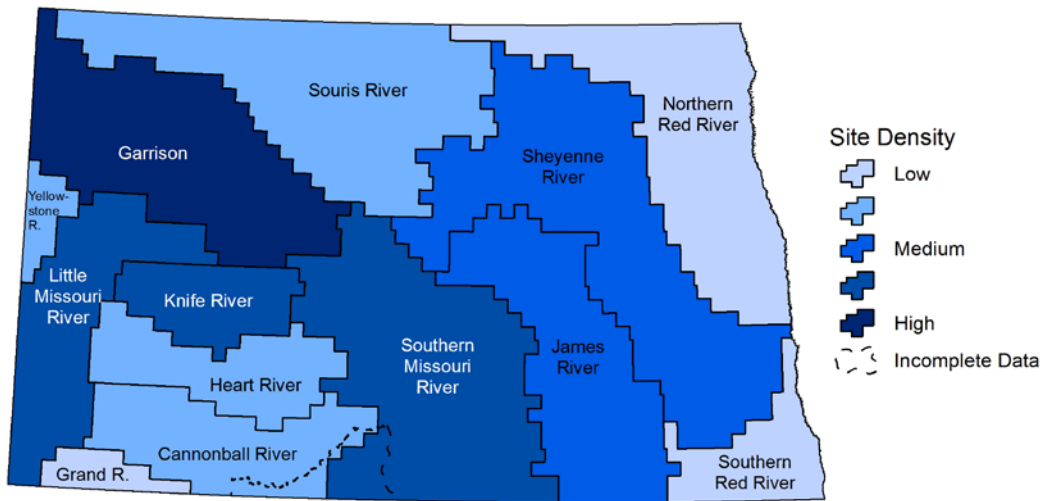 Souris River
Northern
Red River
Garrison
Sheyenne
River
Yellow-
stone
R.
Little
Missouri
River
Knife River
Southern
Missouri
River
James
River
Heart River
Cannonball River
Grand R.
Southern
Red River
Site Density
Low
Medium
High
Incomplete Data